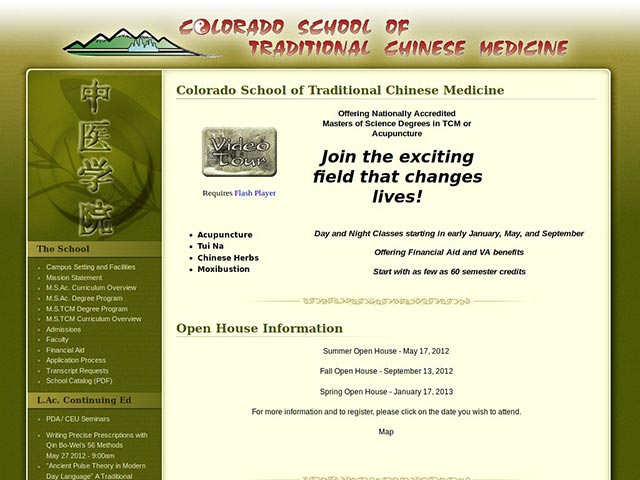 COLORADO SCHOOL OF
TRADITIONAL CHINESE MEDICINE
中
医
学
院
The School
Campus Setting and Facilities
Mission Statement
M.S.Ac. Curriculum Overview
M.S.Ac. Degree Program
M.S.TCM Degree Program
M.S.TCM Curriculum Overview
Admissions
Faculty
Financial Aid
Application Process
Transcript Requests
School Catalog (PDF)
L.Ac. Continuing Ed
PDA / CEU Seminars
Writing Precise Prescriptions with
Qin Bo-Wei's 56 Methods
May 27 2012 - 9:00am
"Ancient Pulse Theory in Modern
Day Language" A Traditional
Colorado School of Traditional Chinese Medicine
Video
Tour
Requires Flash Player
Offering Nationally Accredited
Masters of Science Degrees in TCM or
Acupuncture
Join the exciting
field that changes
lives!
Acupuncture
Tui Na
Chinese Herbs
Moxibustion
Day and Night Classes starting in early January, May, and September
Offering Financial Aid and VA benefits
Start with as few as 60 semester credits
Open House Information
Summer Open House - May 17, 2012
Fall Open House - September 13, 2012
Spring Open House - January 17, 2013
For more information and to register, please click on the date you wish to attend.
Map